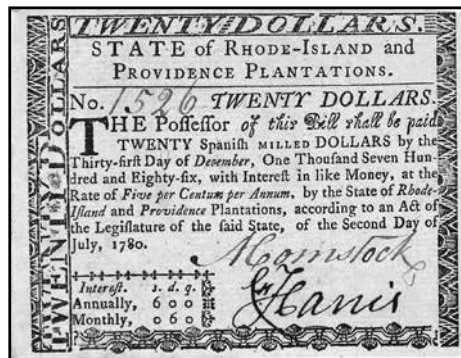 TWENTY DOLLARS.
TWENTY DOLLARS
STATE of RHODE-ISLAND and
PROVIDENCE PLANTATIONS.
No. 1526 TWENTY DOLLARS.
THE Poſſeſſor of this Bill ſhall be paid
TWENTY Spaniſh MILLED DOLLARS by the
Thirty-firſt Day of December, One Thouſand Seven Hun-
dred and Eighty-ſix, with Intereſt in like Money, at the
Rate of Five per Centum per Annum, by the State of Rhode-
Iſland and Providence Plantations, according to an Act of
the Legiſlature of the ſaid State, of the Second Day of
July, 1780.
Comstock
Harris
Intereſt. s. d. q.
Annually, 6 0 0
Monthly, 0 6 0